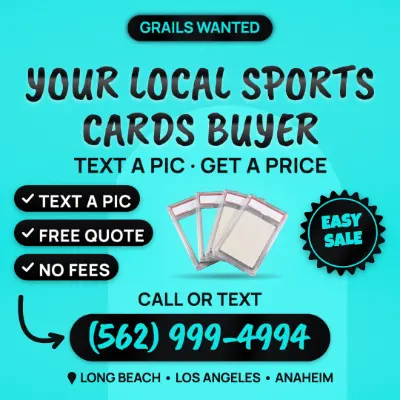 GRAILS WANTED
YOUR LOCAL SPORTS
CARDS BUYER
TEXT A PIC · GET A PRICE
TEXT A PIC
FREE QUOTE
NO FEES
EASY
SALE
CALL OR TEXT
(562) 999-4994
LONG BEACH • LOS ANGELES • ANAHEIM